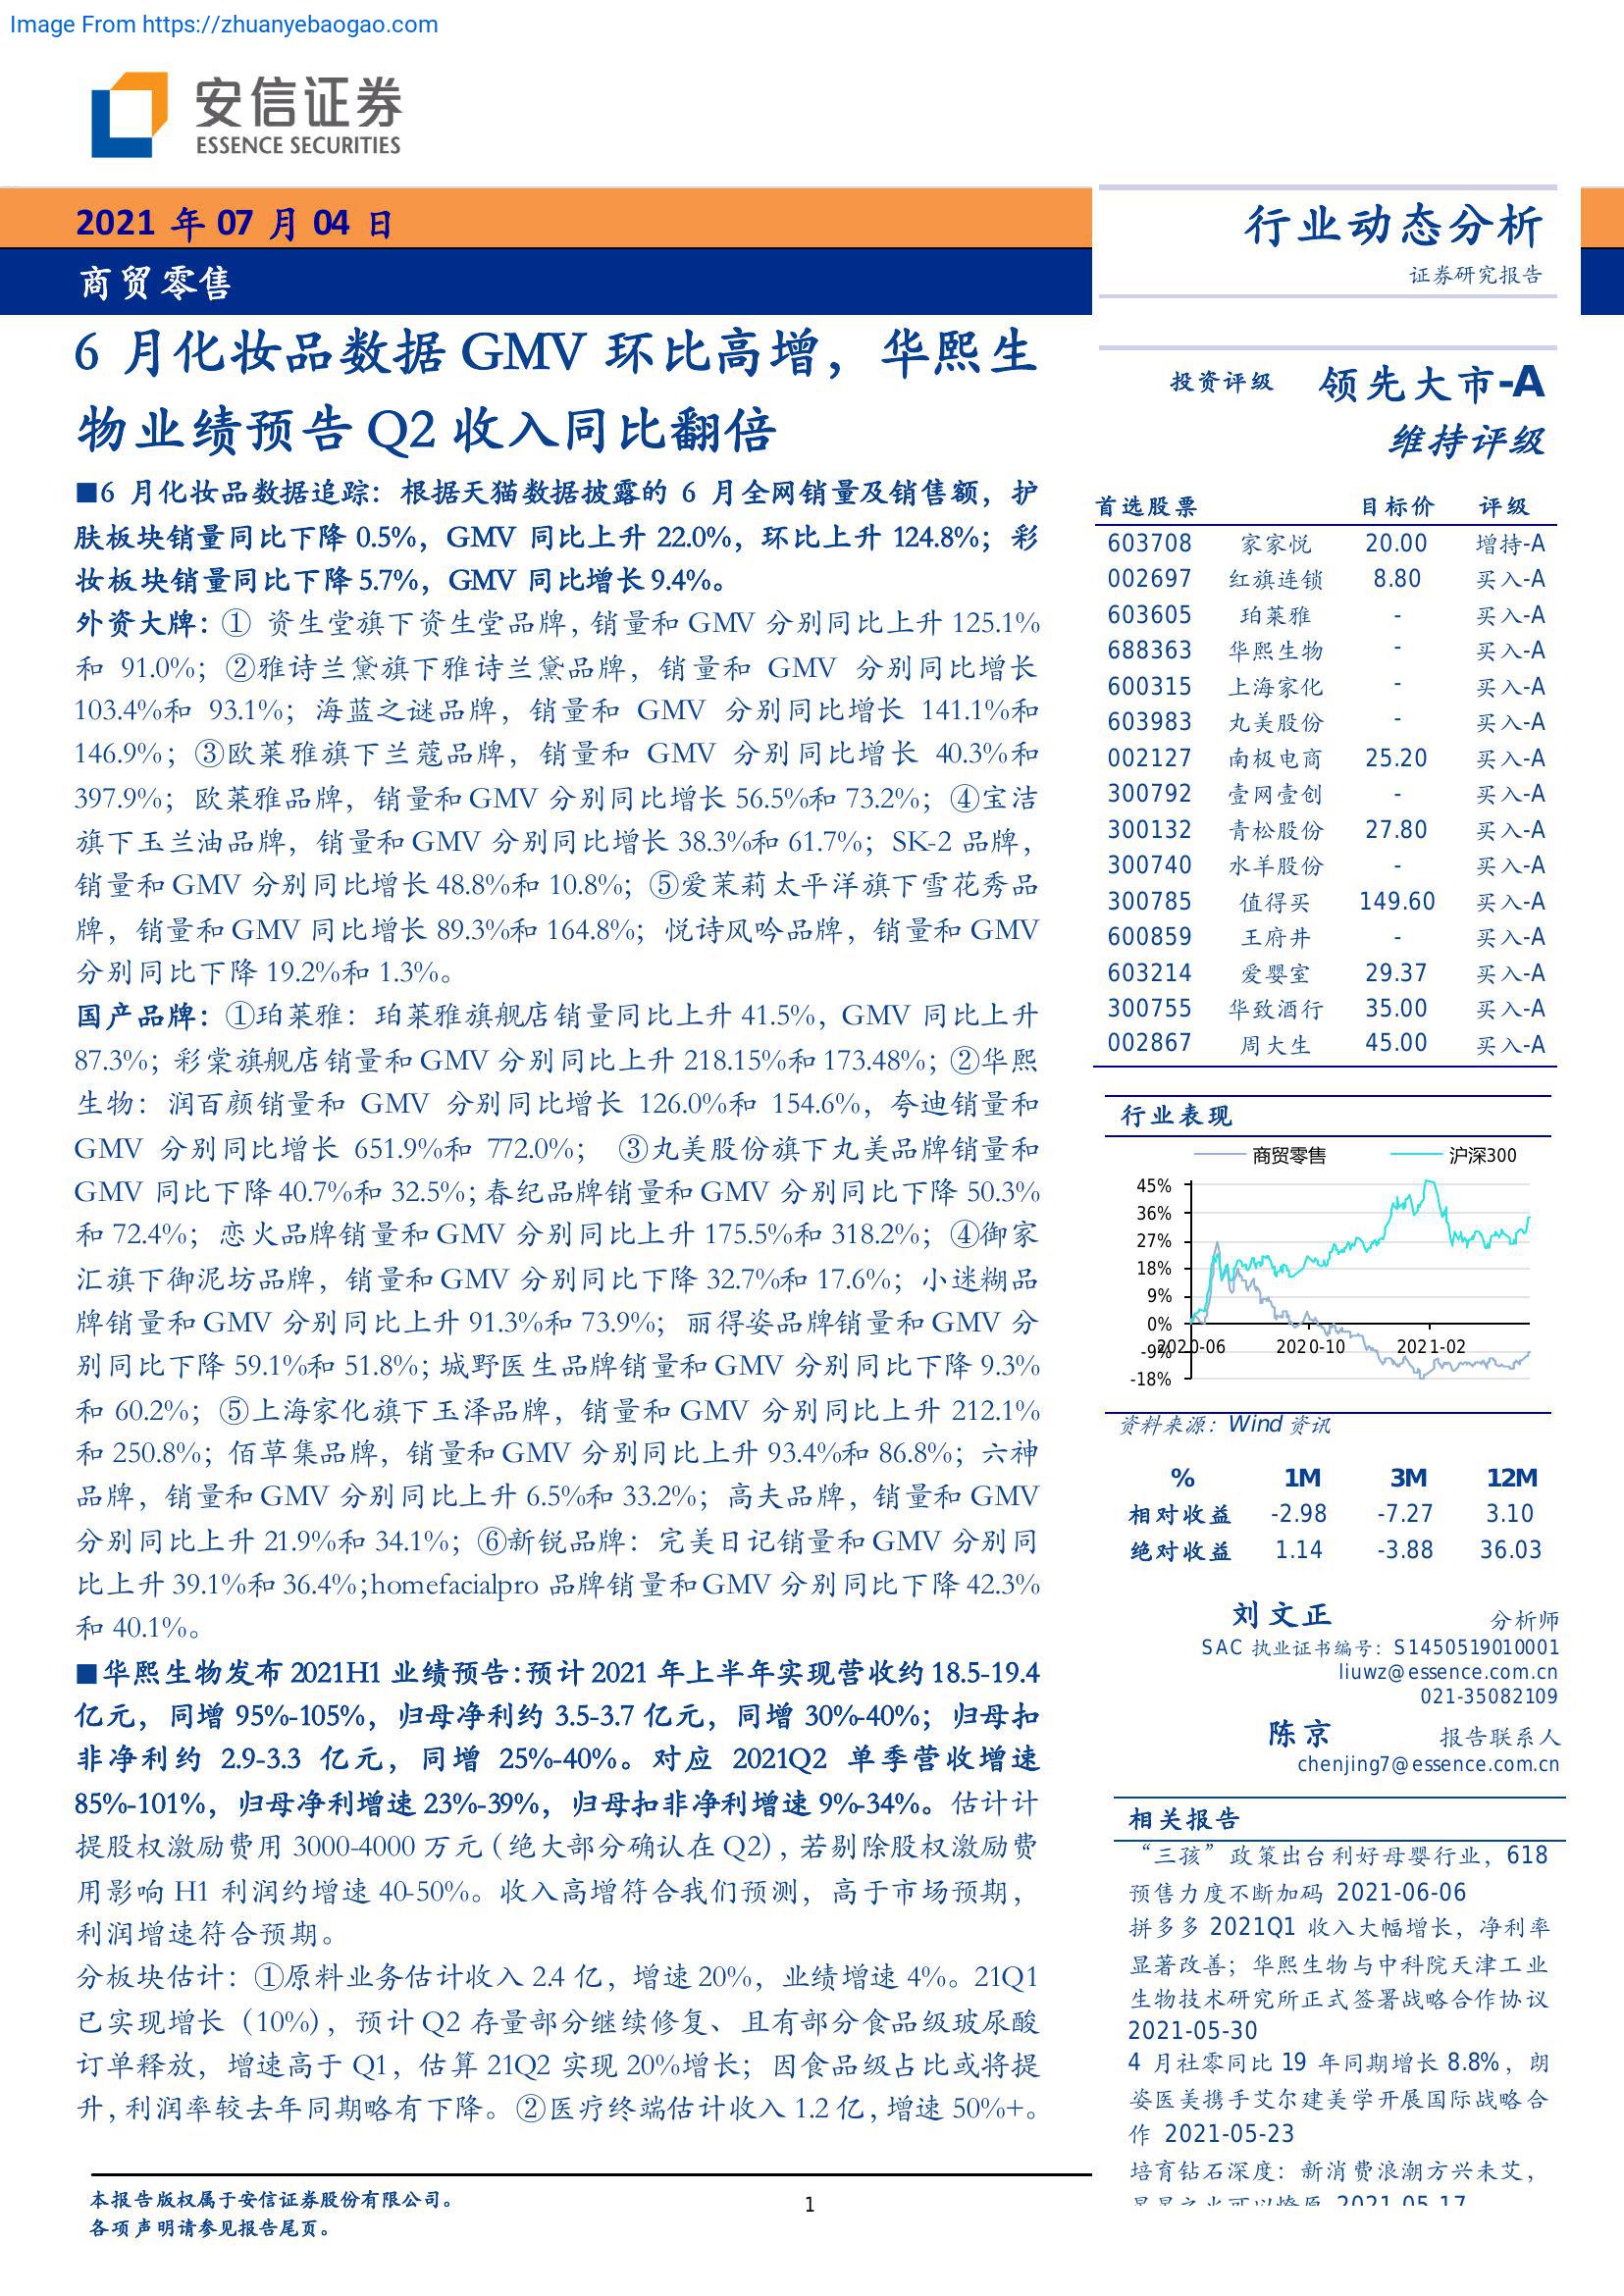 Image From https://zhuanyebaogao.com
安信证券
ESSENCE SECURITIES
2021 年 07 月 04 日
商贸零售
6 月化妆品数据 GMV 环比高增，华熙生
物业绩预告 Q2 收入同比翻倍
■6 月化妆品数据追踪：根据天猫数据披露的 6 月全网销量及销售额，护
肤板块销量同比下降 0.5%，GMV 同比上升 22.0%，环比上升 124.8%；彩
妆板块销量同比下降 5.7%，GMV 同比增长 9.4%。
外资大牌：① 资生堂旗下资生堂品牌，销量和 GMV 分别同比上升 125.1%
和 91.0%；②雅诗兰黛旗下雅诗兰黛品牌，销量和 GMV 分别同比增长
103.4%和 93.1%；海蓝之谜品牌，销量和 GMV 分别同比增长 141.1%和
146.9%；③欧莱雅旗下兰蔻品牌，销量和 GMV 分别同比增长 40.3%和
397.9%；欧莱雅品牌，销量和 GMV 分别同比增长 56.5%和 73.2%；④宝洁
旗下玉兰油品牌，销量和 GMV 分别同比增长 38.3%和 61.7%；SK-2 品牌，
销量和 GMV 分别同比增长 48.8%和 10.8%；⑤爱茉莉太平洋旗下雪花秀品
牌，销量和 GMV 同比增长 89.3%和 164.8%；悦诗风吟品牌，销量和 GMV
分别同比下降 19.2%和 1.3%。
国产品牌：①珀莱雅：珀莱雅旗舰店销量同比上升 41.5%，GMV 同比上升
87.3%；彩棠旗舰店销量和 GMV 分别同比上升 218.15%和 173.48%；②华熙
生物：润百颜销量和 GMV 分别同比增长 126.0%和 154.6%，夸迪销量和
GMV 分别同比增长 651.9%和 772.0%； ③丸美股份旗下丸美品牌销量和
GMV 同比下降 40.7%和 32.5%；春纪品牌销量和 GMV 分别同比下降 50.3%
和 72.4%；恋火品牌销量和 GMV 分别同比上升 175.5%和 318.2%；④御家
汇旗下御泥坊品牌，销量和 GMV 分别同比下降 32.7%和 17.6%；小迷糊品
牌销量和 GMV 分别同比上升 91.3%和 73.9%；丽得姿品牌销量和 GMV 分
别同比下降 59.1%和 51.8%；城野医生品牌销量和 GMV 分别同比下降 9.3%
和 60.2%；⑤上海家化旗下玉泽品牌，销量和 GMV 分别同比上升 212.1%
和 250.8%；佰草集品牌，销量和 GMV 分别同比上升 93.4%和 86.8%；六神
品牌，销量和 GMV 分别同比上升 6.5%和 33.2%；高夫品牌，销量和 GMV
分别同比上升 21.9%和 34.1%；⑥新锐品牌：完美日记销量和 GMV 分别同
比上升 39.1%和 36.4%；homefacialpro 品牌销量和 GMV 分别同比下降 42.3%
和 40.1%。
■华熙生物发布 2021H1 业绩预告：预计 2021 年上半年实现营收约 18.5-19.4
亿元，同增 95%-105%，归母净利约 3.5-3.7 亿元，同增 30%-40%；归母扣
非净利约 2.9-3.3 亿元，同增 25%-40%。对应 2021Q2 单季营收增速
85%-101%，归母净利增速 23%-39%，归母扣非净利增速 9%-34%。估计计
提股权激励费用 3000-4000 万元（绝大部分确认在 Q2），若剔除股权激励费
用影响 H1 利润约增速 40-50%。收入高增符合我们预测，高于市场预期，
利润增速符合预期。
分板块估计：①原料业务估计收入 2.4 亿，增速 20%，业绩增速 4%。21Q1
已实现增长（10%），预计 Q2 存量部分继续修复、且有部分食品级玻尿酸
订单释放，增速高于 Q1，估算 21Q2 实现 20%增长；因食品级占比或将提
升，利润率较去年同期略有下降。②医疗终端估计收入 1.2 亿，增速 50%+。
行业动态分析
证券研究报告
投资评级 领先大市-A
维持评级
首选股票 目标价 评级
603708 家家悦 20.00 增持-A
002697 红旗连锁 8.80 买入-A
603605 珀莱雅 - 买入-A
688363 华熙生物 - 买入-A
600315 上海家化 - 买入-A
603983 丸美股份 - 买入-A
002127 南极电商 25.20 买入-A
300792 壹网壹创 - 买入-A
300132 青松股份 27.80 买入-A
300740 水羊股份 - 买入-A
300785 值得买 149.60 买入-A
600859 王府井 - 买入-A
603214 爱婴室 29.37 买入-A
300755 华致酒行 35.00 买入-A
002867 周大生 45.00 买入-A
行业表现
商贸零售 沪深300
45%
36%
27%
18%
9%
0%
-9%
-18%
2020-06 2020-10 2021-02
资料来源：Wind 资讯
% 1M 3M 12M
相对收益 -2.98 -7.27 3.10
绝对收益 1.14 -3.88 36.03
刘文正 分析师
SAC 执业证书编号：S1450519010001
liuwz@essence.com.cn
021-35082109
陈京 报告联系人
chenjing7@essence.com.cn
相关报告
“三孩”政策出台利好母婴行业，618
预售力度不断加码 2021-06-06
拼多多 2021Q1 收入大幅增长，净利率
显著改善；华熙生物与中科院天津工业
生物技术研究所正式签署战略合作协议
2021-05-30
4 月社零同比 19 年同期增长 8.8%，朗
姿医美携手艾尔建美学开展国际战略合
作 2021-05-23
培育钻石深度：新消费浪潮方兴未艾，
2021-05-17
本报告版权属于安信证券股份有限公司。
各项声明请参见报告尾页。
1